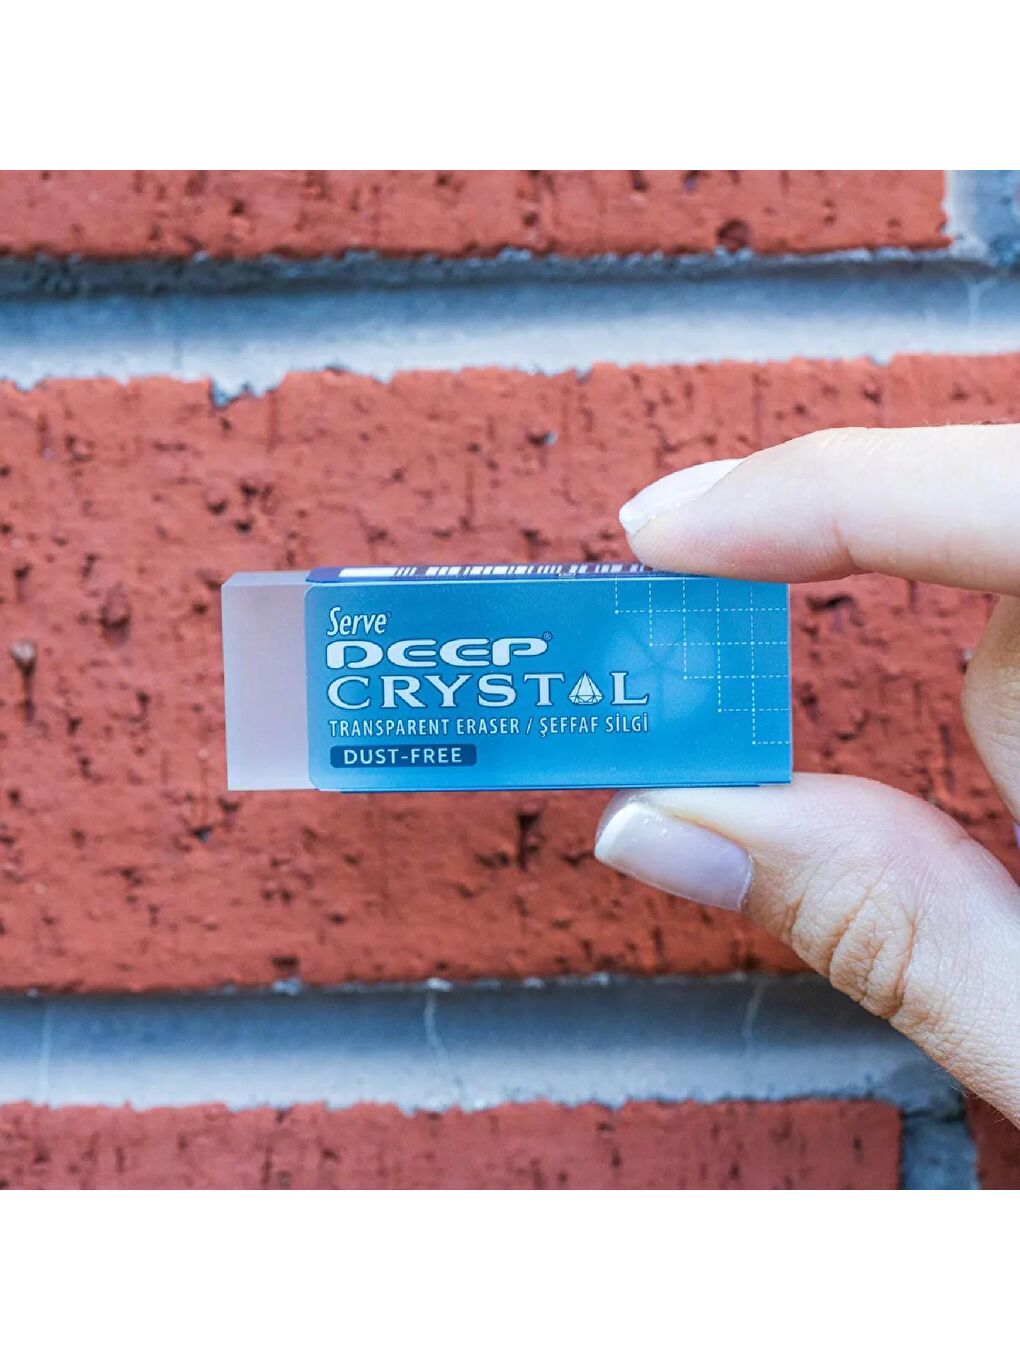 Serve®
DEEP®
CRYSTAL
TRANSPARENT ERASER / ŞEFFAF SİLGİ
DUST-FREE